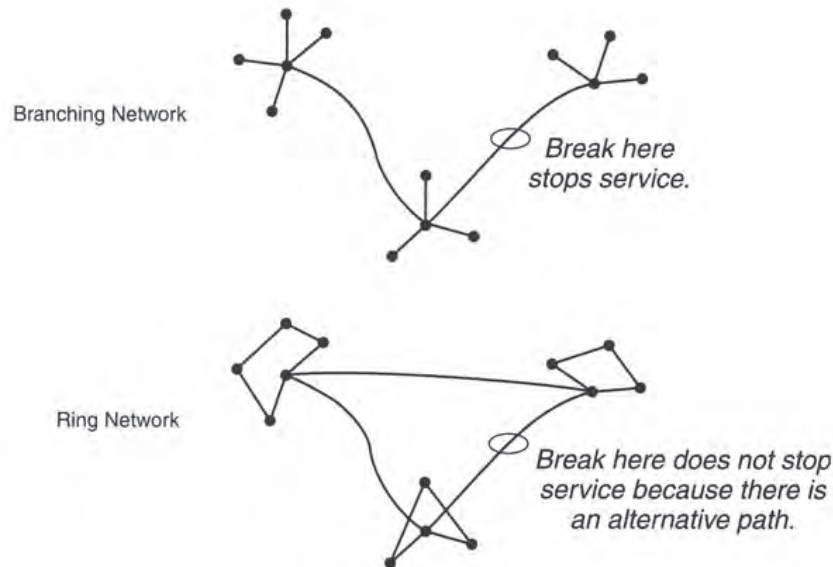 Branching Network
Break here
stops service.
Ring Network
Break here does not stop
service because there is
an alternative path.